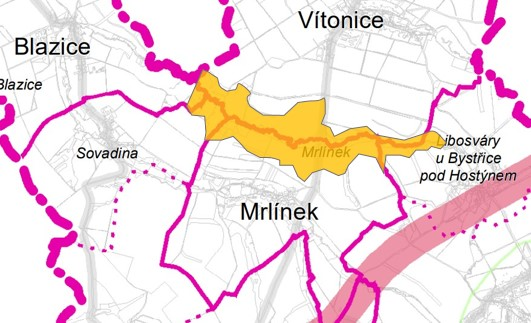 Vítonice
Blazice
Blazice
Sovadina
Mrlínek
Libosváry
u Bystřice
pod Hostýnem
Mrlínek